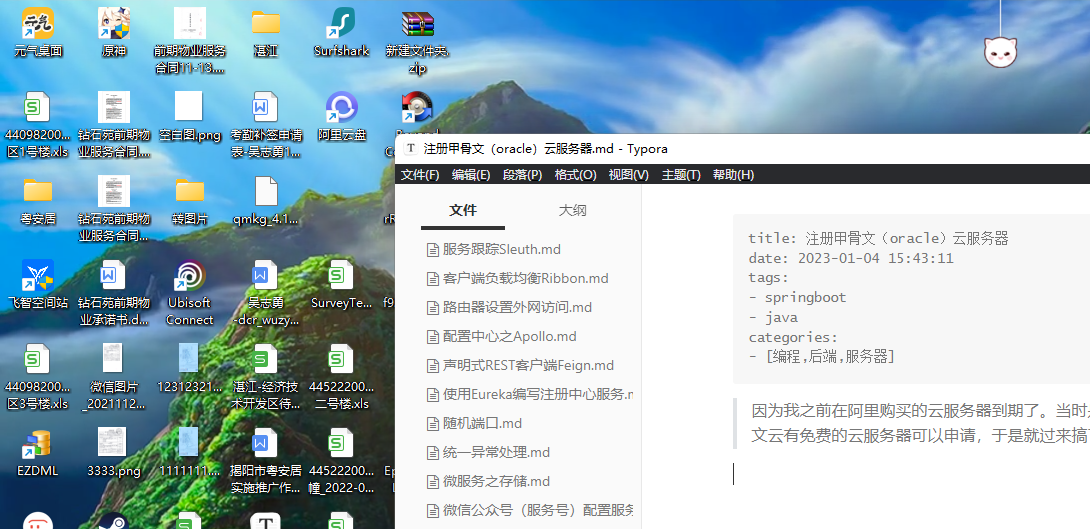 元气桌面
原神
前期物业服务
合同11-13....
湛江
Surfshark
新建文件夹.
zip
44098200...
区1号楼.xls
钻石苑前期物
业服务合同....
空白图.png
考勤补签申请
表-吴志勇1...
阿里云盘
粤安居
钻石苑前期物
业服务合同...
转图片
qmkg_4.1...
飞智空间站
钻石苑前期物
业承诺书.d...
Ubisoft
Connect
吴志勇
-dcr_wuzy...
SurveyTe...
44098200...
区3号楼.xls
微信图片
_2021112...
12312321...
湛江-经济技
术开发区待...
44522200...
二号楼.xls
EZDML
3333.png
1111111...
揭阳市粤安居
实施推广作...
44522200...
幢_2022-0...
注册甲骨文（oracle）云服务器.md - Typora
文件(F) 编辑(E) 段落(P) 格式(O) 视图(V) 主题(T) 帮助(H)
文件 大纲
服务跟踪Sleuth.md
客户端负载均衡Ribbon.md
路由器设置外网访问.md
配置中心之Apollo.md
声明式REST客户端Feign.md
使用Eureka编写注册中心服务.m
随机端口.md
统一异常处理.md
微服务之存储.md
微信公众号（服务号）配置服务
title: 注册甲骨文（oracle）云服务器
date: 2023-01-04 15:43:11
tags:
- springboot
- java
categories:
- [编程,后端,服务器]
因为我之前在阿里购买的云服务器到期了。当时
文云有免费的云服务器可以申请，于是就过来搞